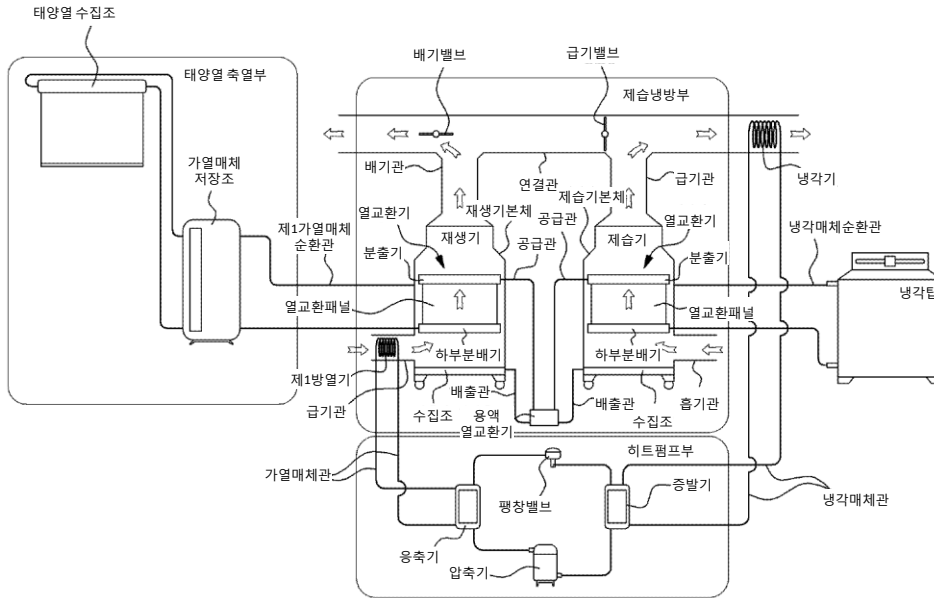 태양열 수집조
태양열 축열부
배기밸브
급기밸브
제습냉방부
가열매체
저장조
배기관
연결관
급기관
냉각기
제습기본체
재생기본체
열교환기
공급관
열교환기
제1가열매체
순환관
재생기
제습기
냉각매체순환관
분출기
공급관
분출기
냉각탑
열교환패널
열교환패널
하부분배기
하부분배기
제1방열기
급기관
배출관
배출관
흡기관
수집조
용액
열교환기
수집조
히트펌프부
가열매체관
팽창밸브
증발기
냉각매체관
응축기
압축기